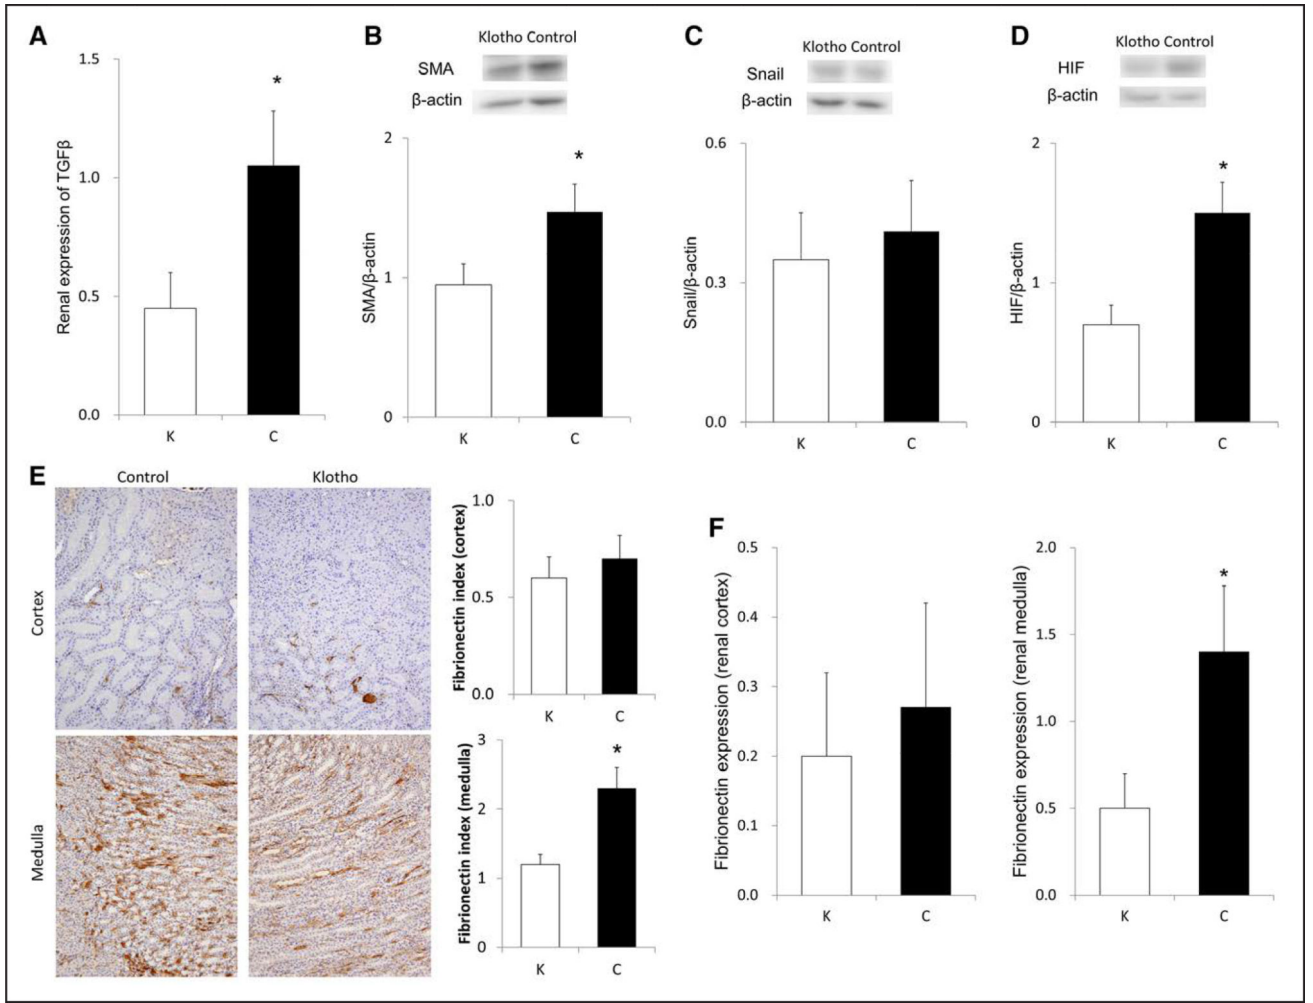 A
1.5
1.0
0.5
0.0
Renal expression of TGFβ
*
K C
B
Klotho Control
SMA
β-actin
2
1
0
SMA/β-actin
*
K C
C
Klotho Control
Snail
β-actin
0.6
0.3
0.0
Snail/β-actin
K C
D
Klotho Control
HIF
β-actin
2
1
0
HIF/β-actin
*
K C
E
Control Klotho
Cortex
Medulla
1.0
0.5
0.0
Fibrionectin index (cortex)
K C
3
2
1
0
Fibrionectin index (medulla)
*
K C
F
0.5
0.4
0.3
0.2
0.1
0.0
Fibrionectin expression (renal cortex)
K C
2.0
1.5
1.0
0.5
0.0
Fibrionectin expression (renal medulla)
*
K C